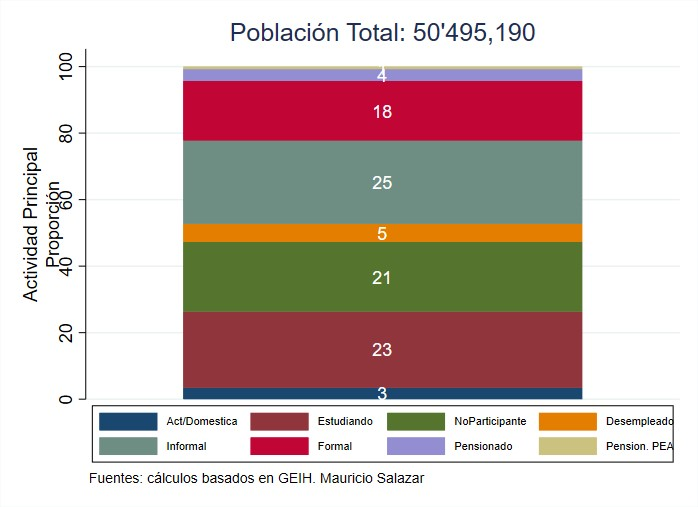 Población Total: 50'495,190
Actividad Principal
Proporción
100
80
60
40
20
0
1
4
18
25
5
21
23
3
Act/Domestica Estudiando NoParticipante Desempleado
Informal Formal Pensionado Pension. PEA
Fuentes: cálculos basados en GEIH. Mauricio Salazar